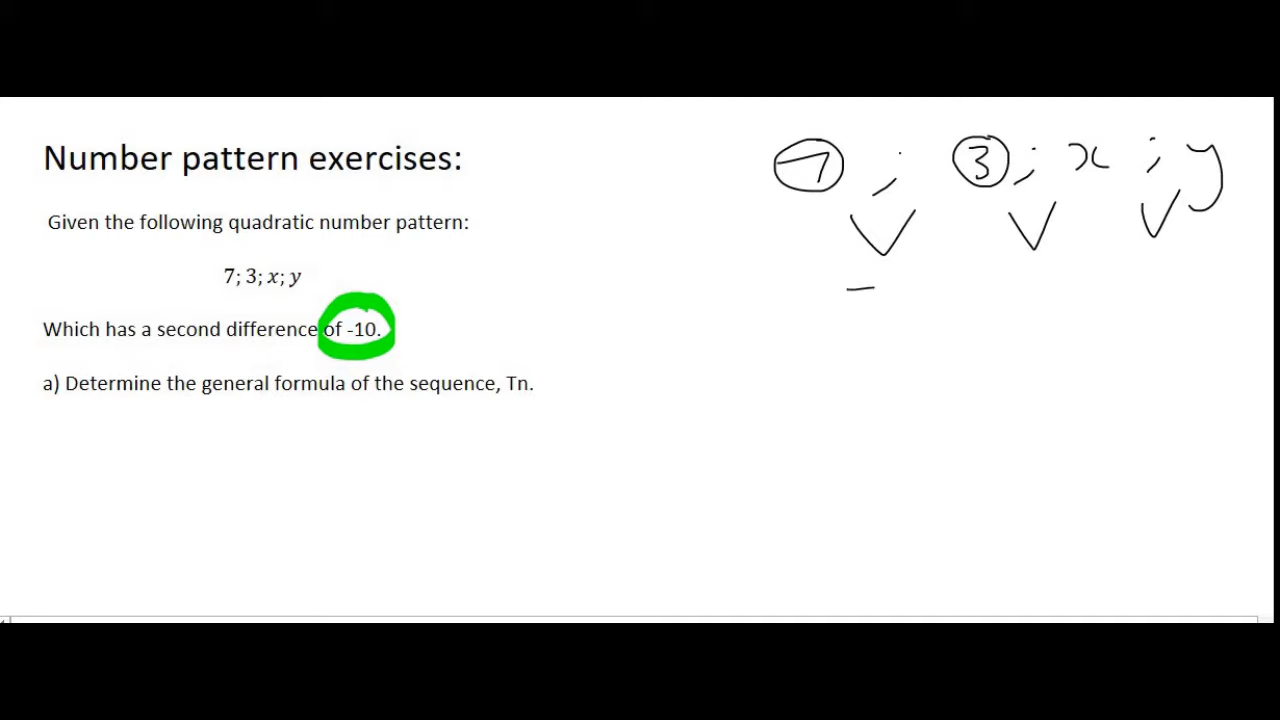 Number pattern exercises:
7 ; 3 ; x ; y
Given the following quadratic number pattern:
7; 3; x; y
−
Which has a second difference of -10.
a) Determine the general formula of the sequence, Tn.